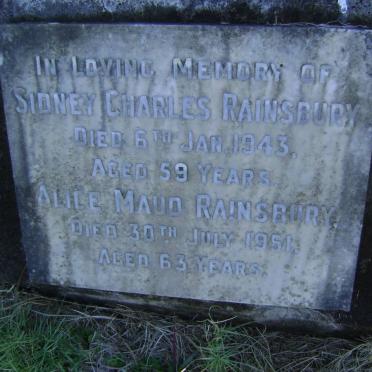 IN LOVING MEMORY OF
SIDNEY CHARLES RAINSBURY
DIED 6TH JAN. 1943.
AGED 59 YEARS.
ALICE MAUD RAINSBURY.
DIED 30TH JULY 1951.
AGED 63 YEARS.